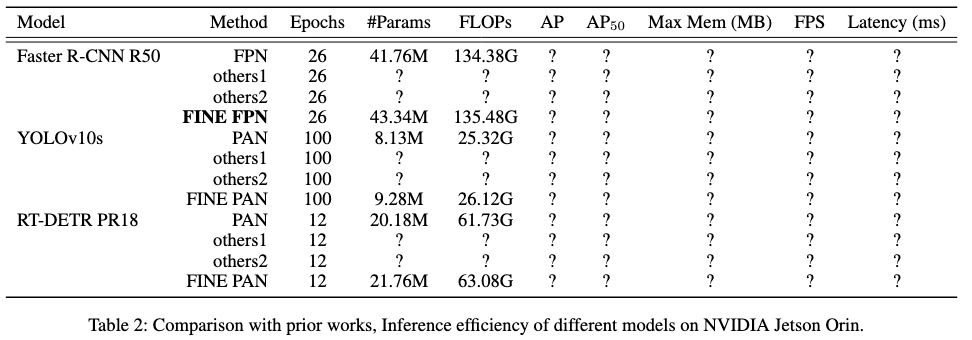 Model Method Epochs #Params FLOPs AP AP50 Max Mem (MB) FPS Latency (ms)
Faster R-CNN R50 FPN 26 41.76M 134.38G ? ? ? ? ?
others1 26 ? ? ? ? ? ? ?
others2 26 ? ? ? ? ? ? ?
FINE FPN 26 43.34M 135.48G ? ? ? ? ?
YOLOv10s PAN 100 8.13M 25.32G ? ? ? ? ?
others1 100 ? ? ? ? ? ? ?
others2 100 ? ? ? ? ? ? ?
FINE PAN 100 9.28M 26.12G ? ? ? ? ?
RT-DETR PR18 PAN 12 20.18M 61.73G ? ? ? ? ?
others1 12 ? ? ? ? ? ? ?
others2 12 ? ? ? ? ? ? ?
FINE PAN 12 21.76M 63.08G ? ? ? ? ?
Table 2: Comparison with prior works, Inference efficiency of different models on NVIDIA Jetson Orin.